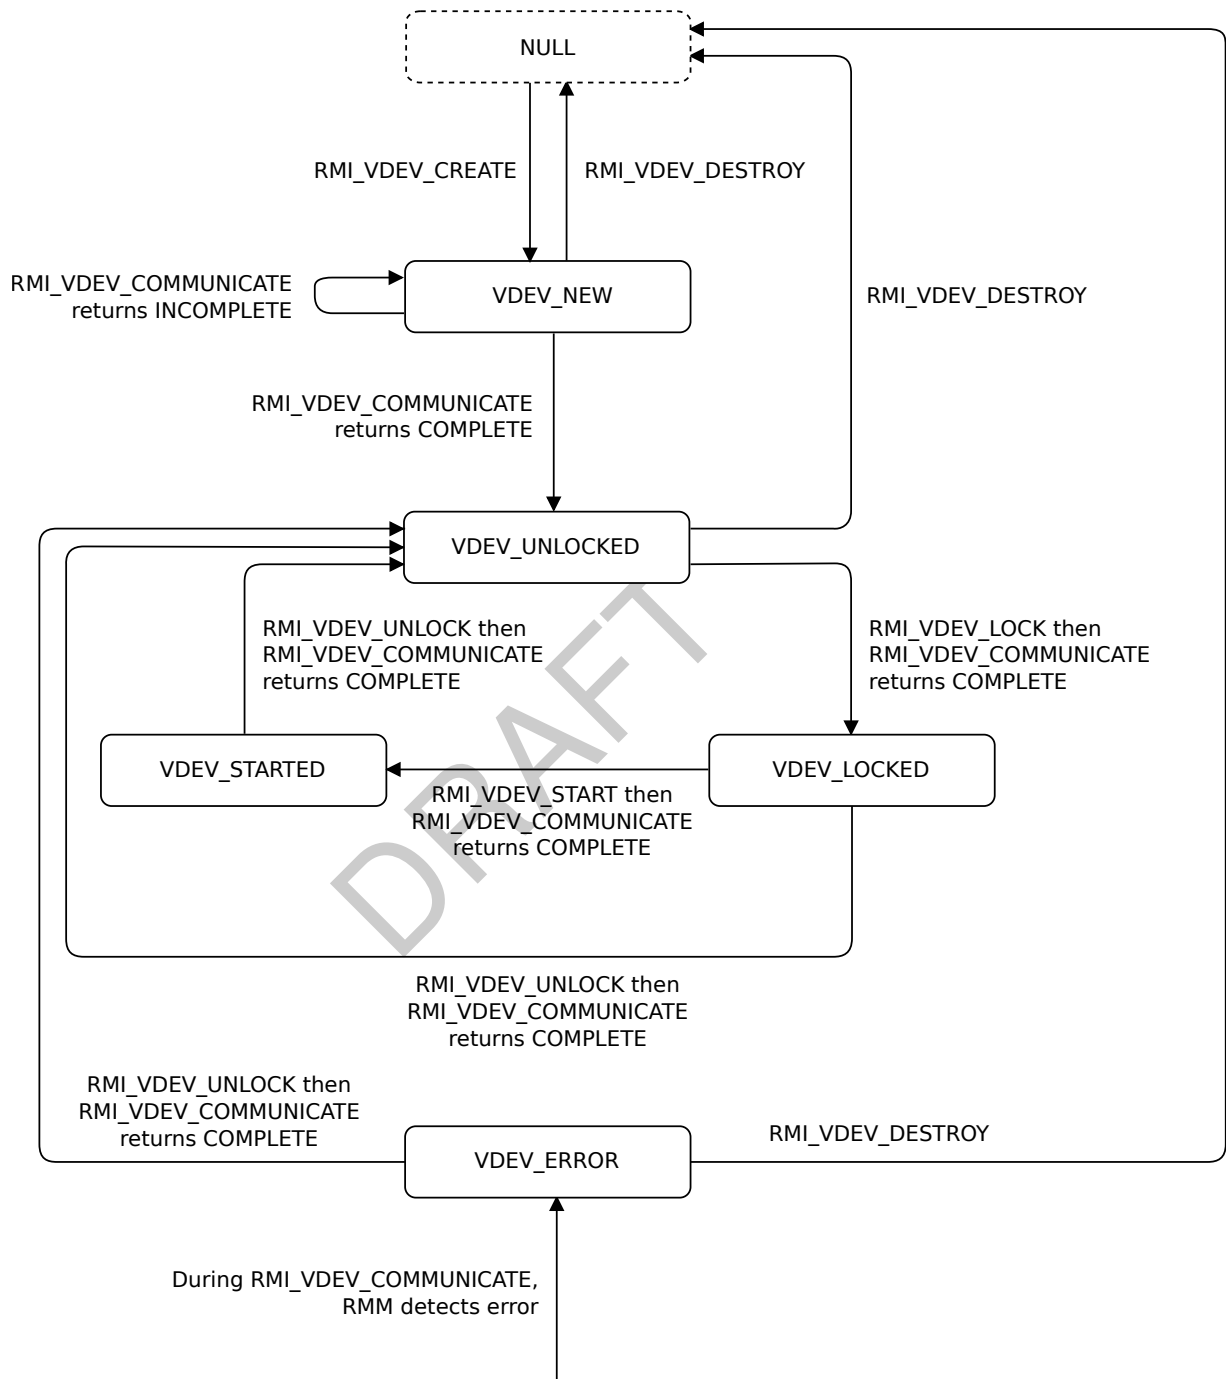 NULL
RMI_VDEV_CREATE
RMI_VDEV_DESTROY
RMI_VDEV_COMMUNICATE
returns INCOMPLETE
VDEV_NEW
RMI_VDEV_DESTROY
RMI_VDEV_COMMUNICATE
returns COMPLETE
VDEV_UNLOCKED
RMI_VDEV_UNLOCK then
RMI_VDEV_COMMUNICATE
returns COMPLETE
RMI_VDEV_LOCK then
RMI_VDEV_COMMUNICATE
returns COMPLETE
VDEV_STARTED
VDEV_LOCKED
RMI_VDEV_START then
RMI_VDEV_COMMUNICATE
returns COMPLETE
DRAFT
RMI_VDEV_UNLOCK then
RMI_VDEV_COMMUNICATE
returns COMPLETE
RMI_VDEV_UNLOCK then
RMI_VDEV_COMMUNICATE
returns COMPLETE
VDEV_ERROR
RMI_VDEV_DESTROY
During RMI_VDEV_COMMUNICATE,
RMM detects error